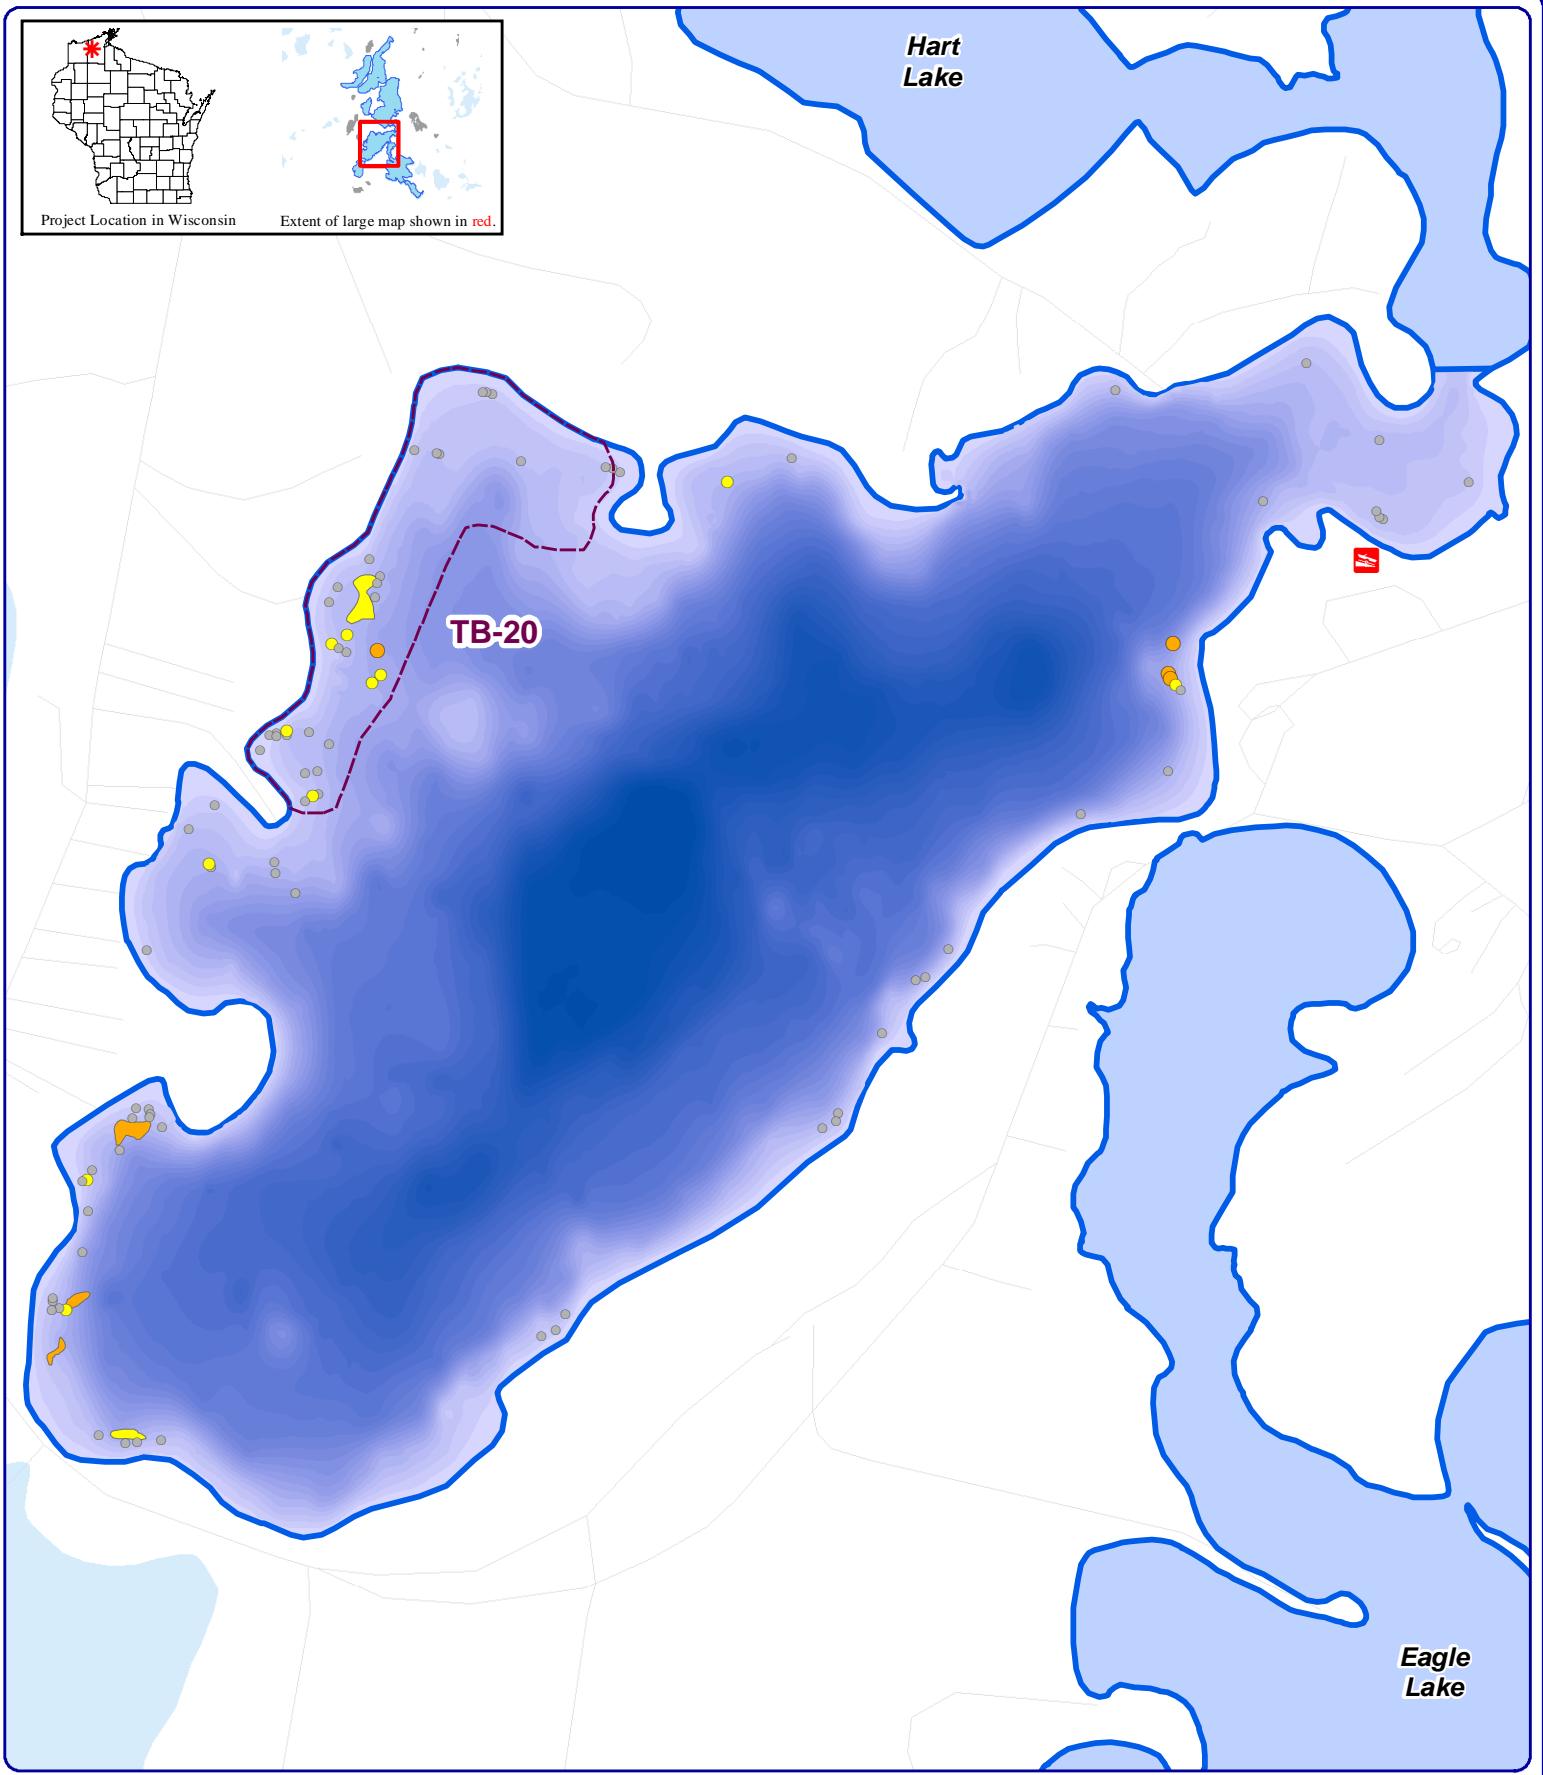 Hart
Lake
Project Location in Wisconsin
Extent of large map shown in red.
TB-20
Eagle
Lake